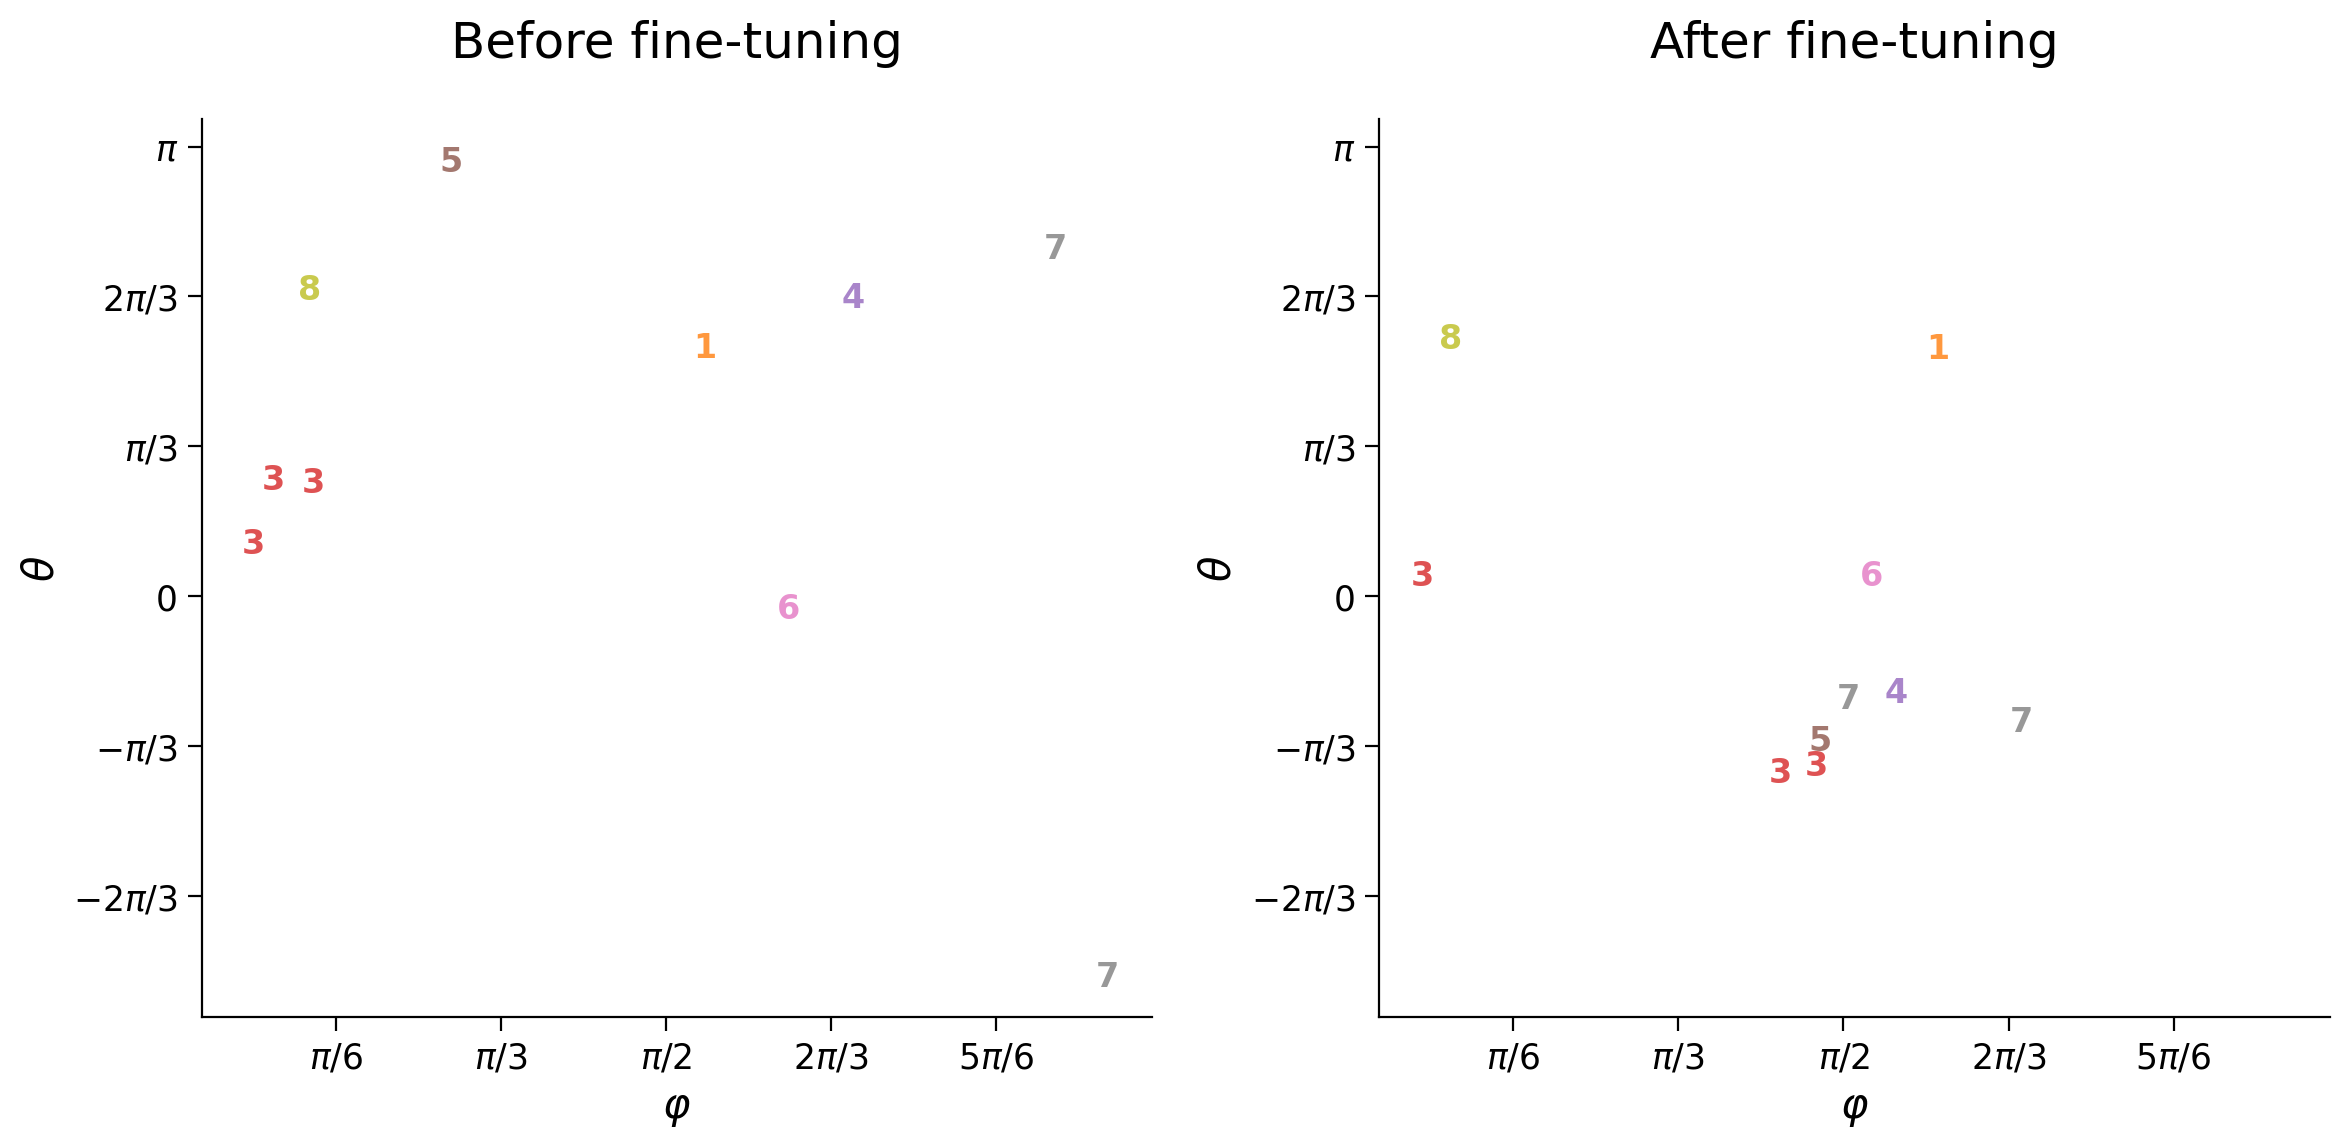 Before fine-tuning
π
2π/3
π/3
0
−π/3
−2π/3
θ
5
7
8
4
1
3 3
3
6
7
π/6 π/3 π/2 2π/3 5π/6
φ
After fine-tuning
π
2π/3
π/3
0
−π/3
−2π/3
θ
8 1
3 6
7 4
7
5
3 3
π/6 π/3 π/2 2π/3 5π/6
φ